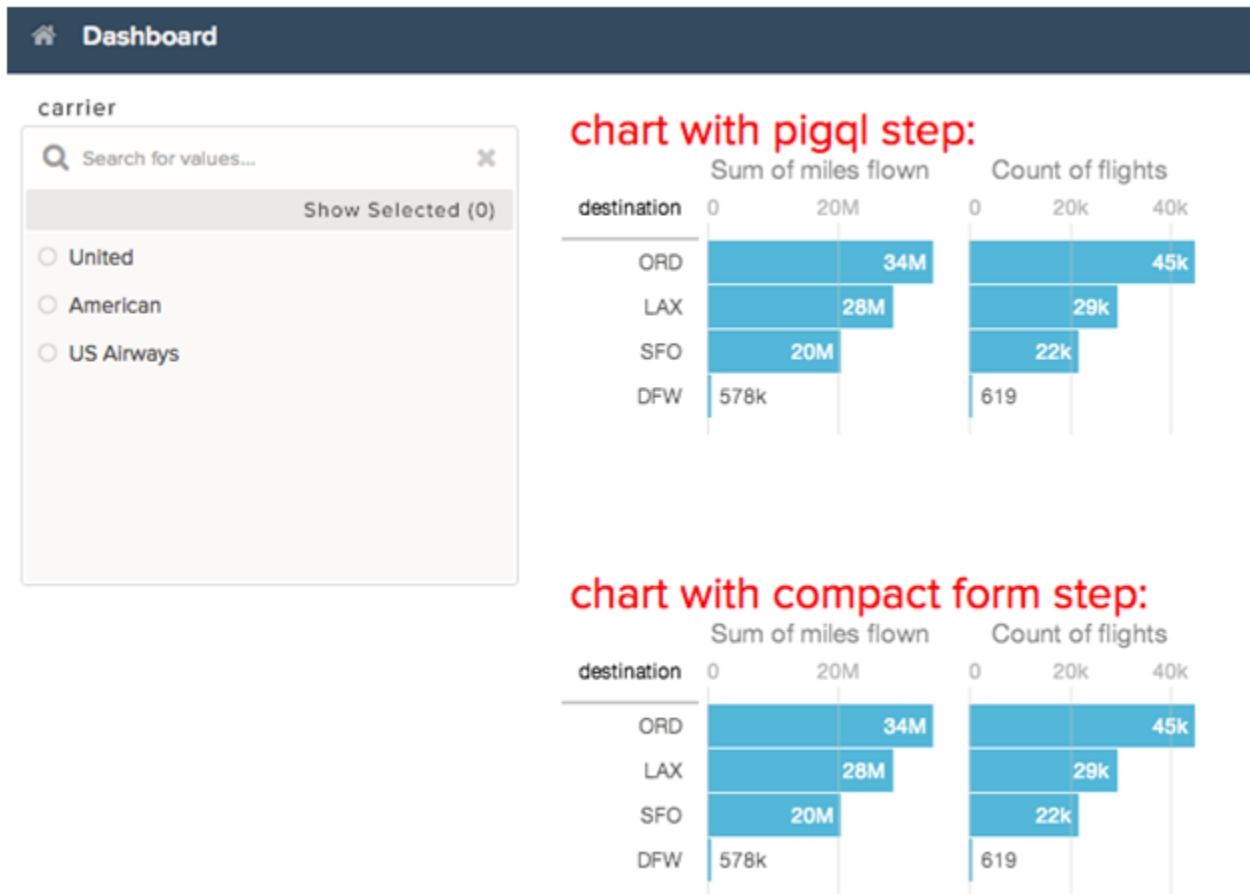 Dashboard
carrier
Search for values...
Show Selected (0)
United
American
US Airways
chart with pigql step:
Sum of miles flown Count of flights
destination 0 20M 0 20k 40k
ORD 34M 45k
LAX 28M 29k
SFO 20M 22k
DFW 578k 619
chart with compact form step:
Sum of miles flown Count of flights
destination 0 20M 0 20k 40k
ORD 34M 45k
LAX 28M 29k
SFO 20M 22k
DFW 578k 619